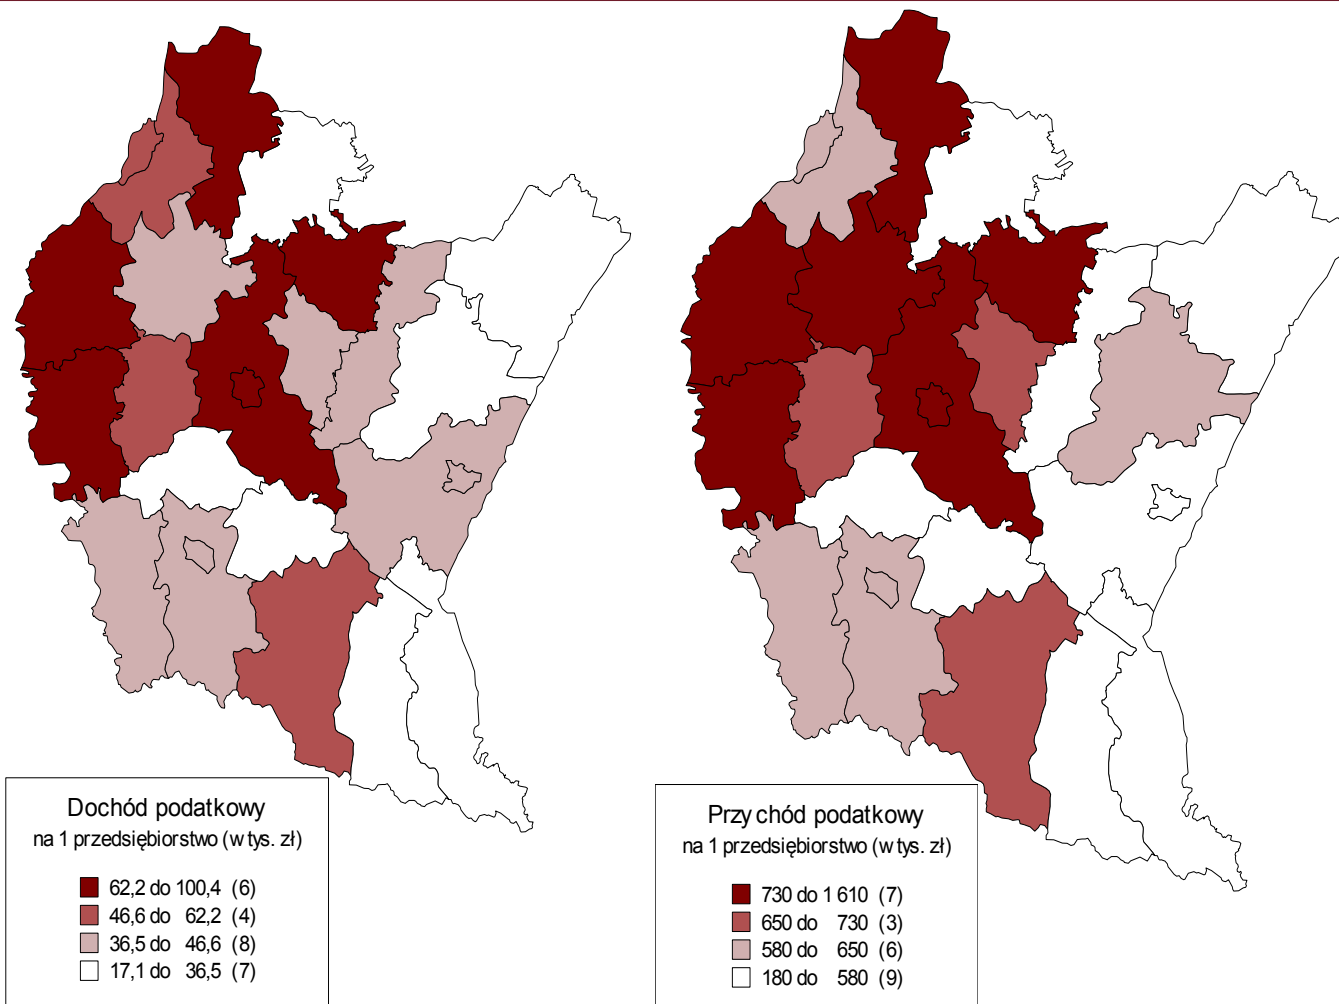 Dochód podatkowy
na 1 przedsiębiorstwo (w tys. zł)
62,2 do 100,4 (6)
46,6 do 62,2 (4)
36,5 do 46,6 (8)
17,1 do 36,5 (7)
Przychód podatkowy
na 1 przedsiębiorstwo (w tys. zł)
730 do 1 610 (7)
650 do 730 (3)
580 do 650 (6)
180 do 580 (9)